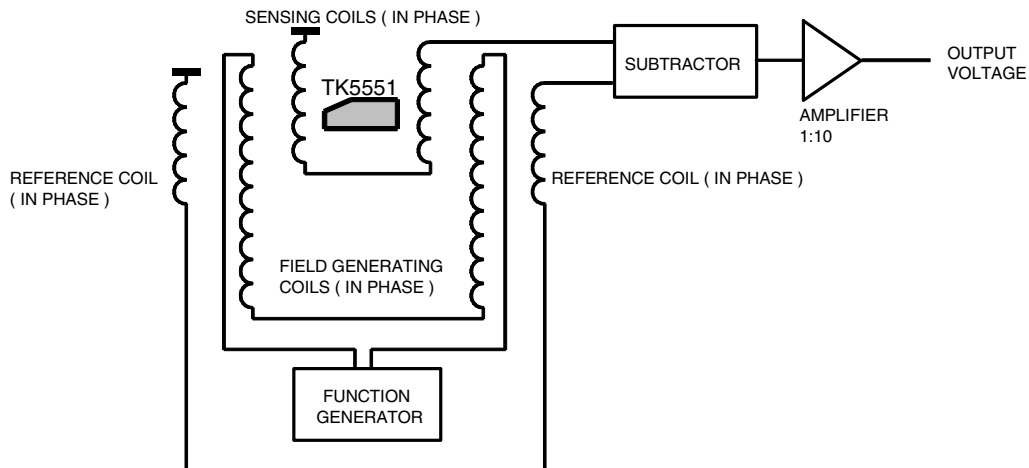 SENSING COILS ( IN PHASE )
TK5551
SUBTRACTOR
OUTPUT
VOLTAGE
AMPLIFIER
1:10
REFERENCE COIL
( IN PHASE )
REFERENCE COIL ( IN PHASE )
FIELD GENERATING
COILS ( IN PHASE )
FUNCTION
GENERATOR